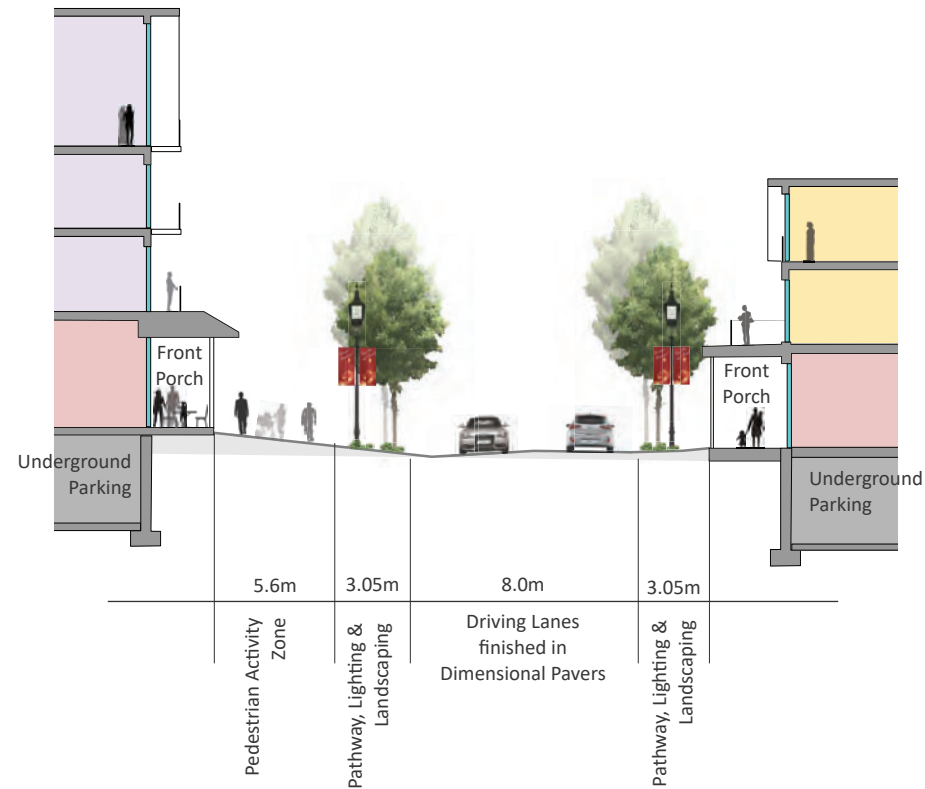 Front
Porch
Front
Porch
Underground
Parking
Underground
Parking
5.6m
3.05m
8.0m
3.05m
Pedestrian Activity
Zone
Pathway, Lighting &
Landscaping
Driving Lanes
finished in
Dimensional Pavers
Pathway, Lighting &
Landscaping